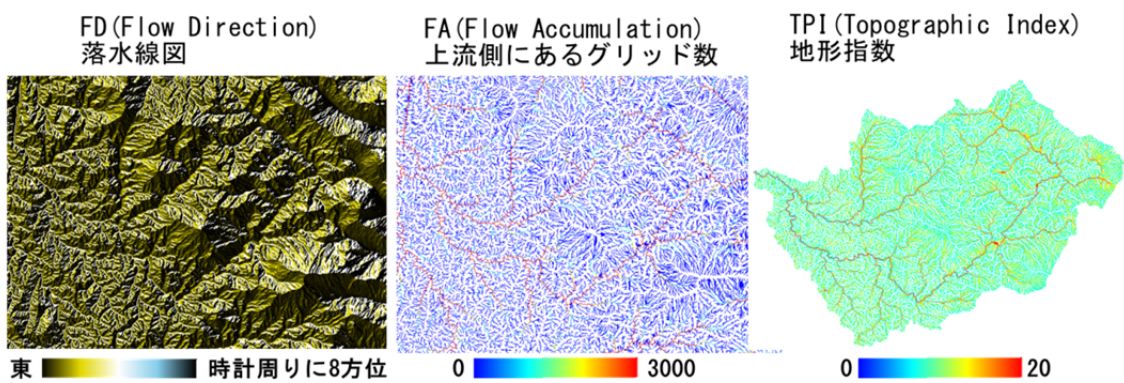 FD(Flow Direction)
落水線図
FA(Flow Accumulation)
上流側にあるグリッド数
TPI(Topographic Index)
地形指数
東 時計周りに8方位
0 3000
0 20